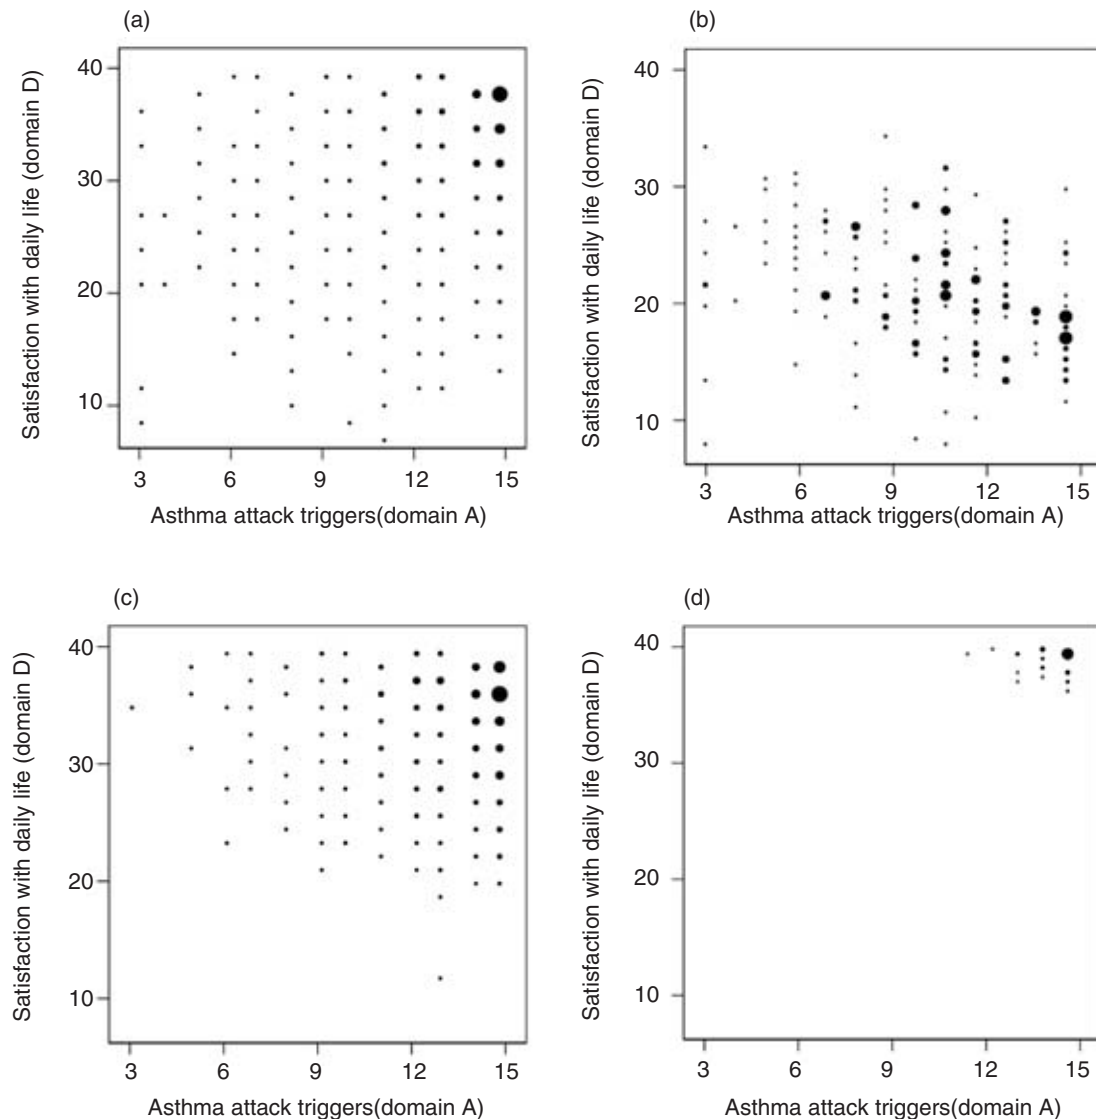 (a)
Satisfaction with daily life (domain D)
40
30
20
10
3 6 9 12 15
Asthma attack triggers(domain A)
(b)
Satisfaction with daily life (domain D)
40
30
20
10
3 6 9 12 15
Asthma attack triggers(domain A)
(c)
Satisfaction with daily life (domain D)
40
30
20
10
3 6 9 12 15
Asthma attack triggers(domain A)
(d)
Satisfaction with daily life (domain D)
40
30
20
10
3 6 9 12 15
Asthma attack triggers(domain A)